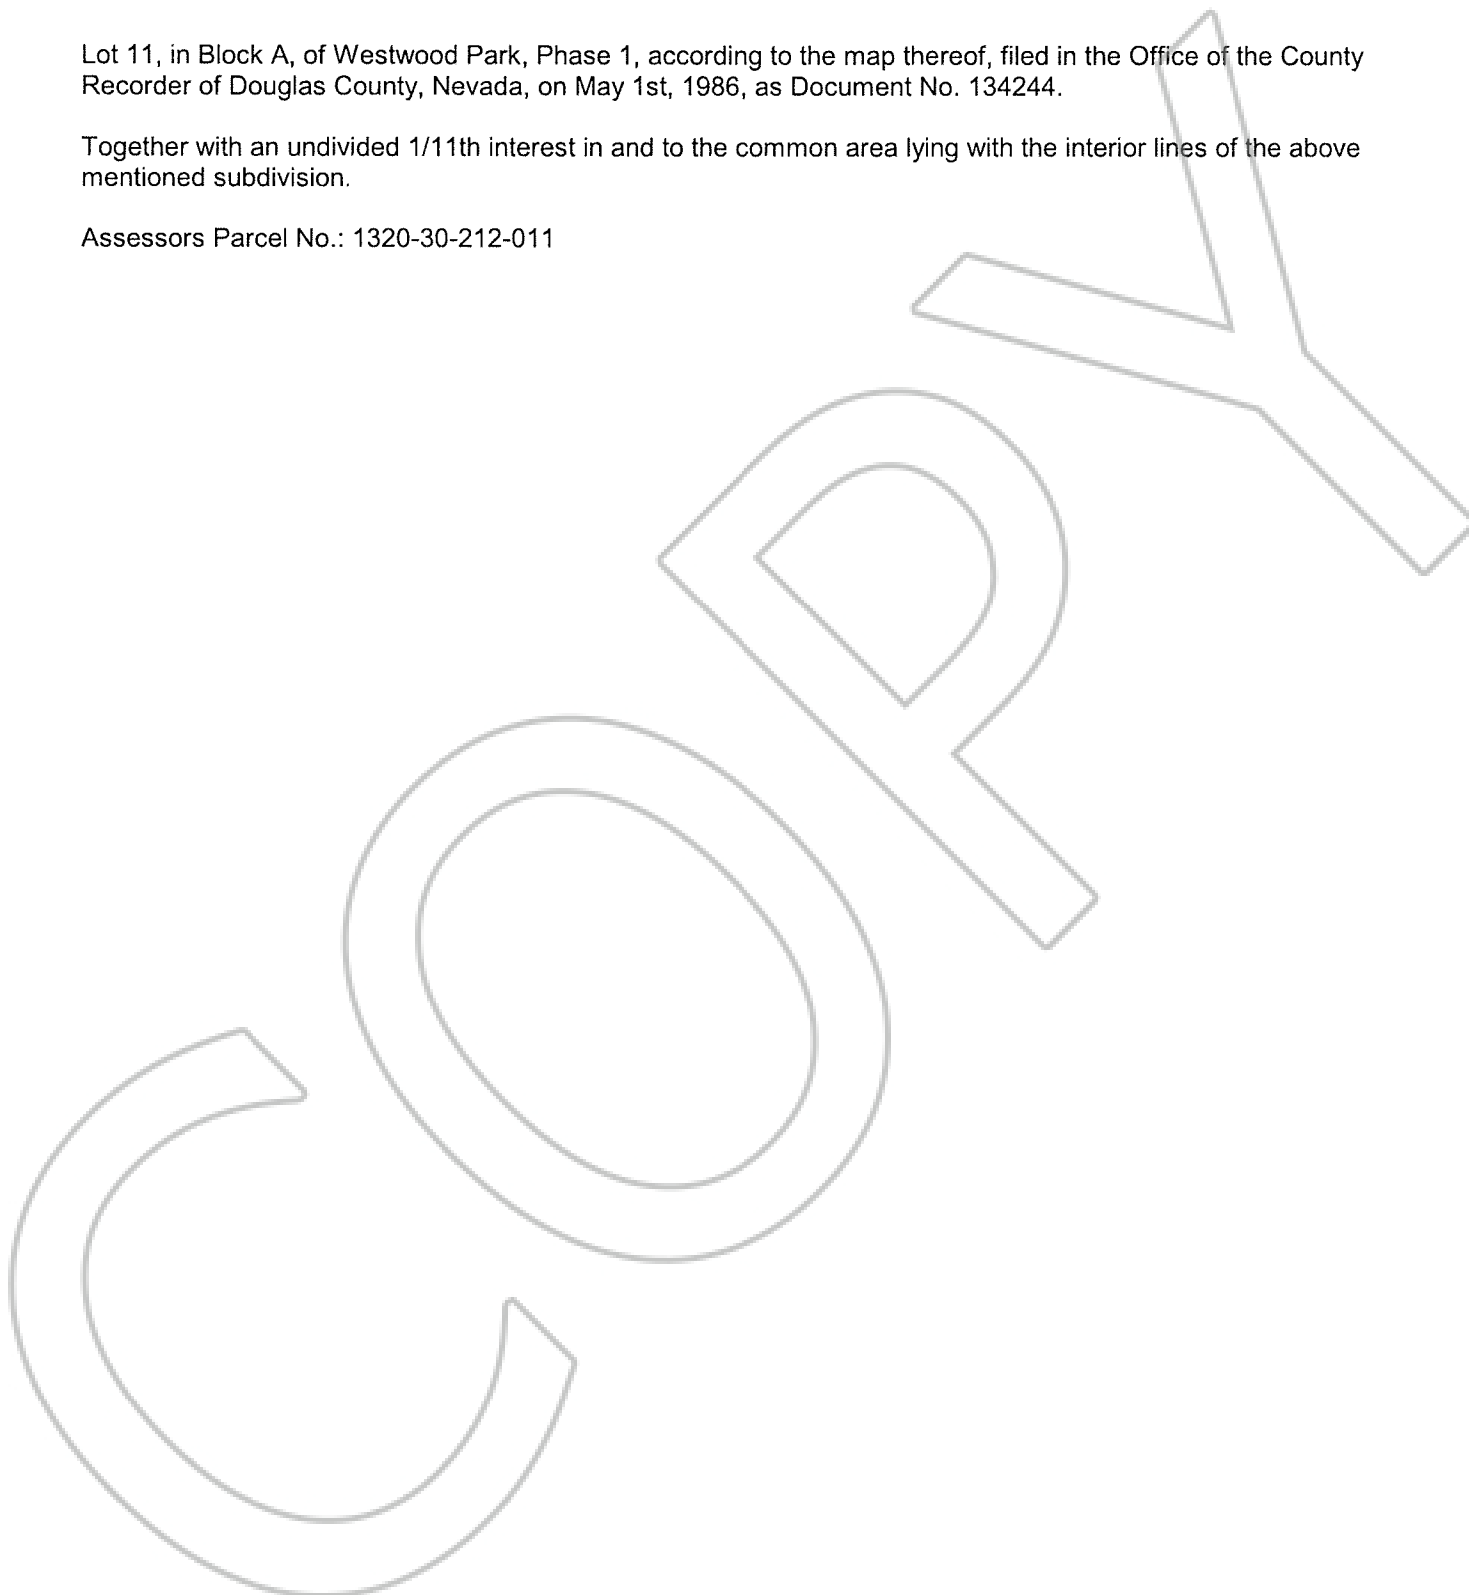 Lot 11, in Block A, of Westwood Park, Phase 1, according to the map thereof, filed in the Office of the County
Recorder of Douglas County, Nevada, on May 1st, 1986, as Document No. 134244.
Together with an undivided 1/11th interest in and to the common area lying with the interior lines of the above
mentioned subdivision.
Assessors Parcel No.: 1320-30-212-011
COPY